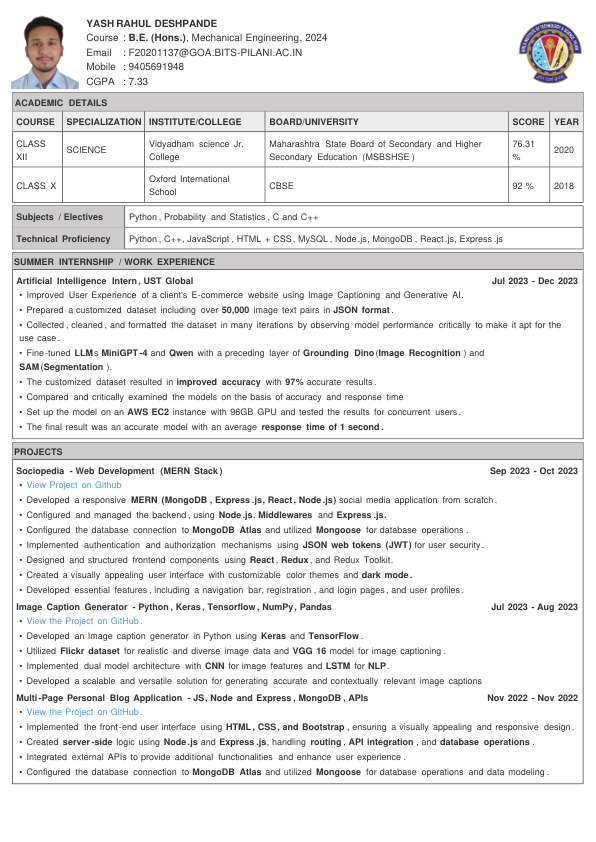 YASH RAHUL DESHPANDE
Course : B.E. (Hons.), Mechanical Engineering, 2024
Email : F20201137@GOA.BITS-PILANI.AC.IN
Mobile : 9405691948
CGPA : 7.33
ACADEMIC DETAILS
COURSE SPECIALIZATION INSTITUTE/COLLEGE BOARD/UNIVERSITY SCORE YEAR
CLASS XII SCIENCE Vidyadham science Jr. College Maharashtra State Board of Secondary and Higher Secondary Education (MSBSHSE) 76.31 % 2020
CLASS X Oxford International School CBSE 92 % 2018
Subjects / Electives Python, Probability and Statistics, C and C++
Technical Proficiency Python, C++, JavaScript, HTML + CSS, MySQL, Node.js, MongoDB, React.js, Express.js
SUMMER INTERNSHIP / WORK EXPERIENCE
Artificial Intelligence Intern, UST Global Jul 2023 - Dec 2023
• Improved User Experience of a client's E-commerce website using Image Captioning and Generative AI.
• Prepared a customized dataset including over 50,000 image text pairs in JSON format.
• Collected, cleaned, and formatted the dataset in many iterations by observing model performance critically to make it apt for the
use case.
• Fine-tuned LLMs MiniGPT-4 and Qwen with a preceding layer of Grounding Dino(Image Recognition) and
SAM(Segmentation).
• The customized dataset resulted in improved accuracy with 97% accurate results.
• Compared and critically examined the models on the basis of accuracy and response time
• Set up the model on an AWS EC2 instance with 96GB GPU and tested the results for concurrent users.
• The final result was an accurate model with an average response time of 1 second.
PROJECTS
Sociopedia - Web Development (MERN Stack) Sep 2023 - Oct 2023
• View Project on Github
• Developed a responsive MERN (MongoDB, Express.js, React, Node.js) social media application from scratch.
• Configured and managed the backend, using Node.js, Middlewares and Express.js.
• Configured the database connection to MongoDB Atlas and utilized Mongoose for database operations.
• Implemented authentication and authorization mechanisms using JSON web tokens (JWT) for user security.
• Designed and structured frontend components using React, Redux, and Redux Toolkit.
• Created a visually appealing user interface with customizable color themes and dark mode.
• Developed essential features, including a navigation bar, registration, and login pages, and user profiles.
Image Caption Generator - Python, Keras, Tensorflow, NumPy, Pandas Jul 2023 - Aug 2023
• View the Project on GitHub.
• Developed an Image caption generator in Python using Keras and TensorFlow.
• Utilized Flickr dataset for realistic and diverse image data and VGG 16 model for image captioning.
• Implemented dual model architecture with CNN for image features and LSTM for NLP.
• Developed a scalable and versatile solution for generating accurate and contextually relevant image captions
Multi-Page Personal Blog Application - JS, Node and Express, MongoDB, APIs Nov 2022 - Nov 2022
• View the Project on GitHub.
• Implemented the front-end user interface using HTML, CSS, and Bootstrap, ensuring a visually appealing and responsive design.
• Created server-side logic using Node.js and Express.js, handling routing, API integration, and database operations.
• Integrated external APIs to provide additional functionalities and enhance user experience.
• Configured the database connection to MongoDB Atlas and utilized Mongoose for database operations and data modeling.